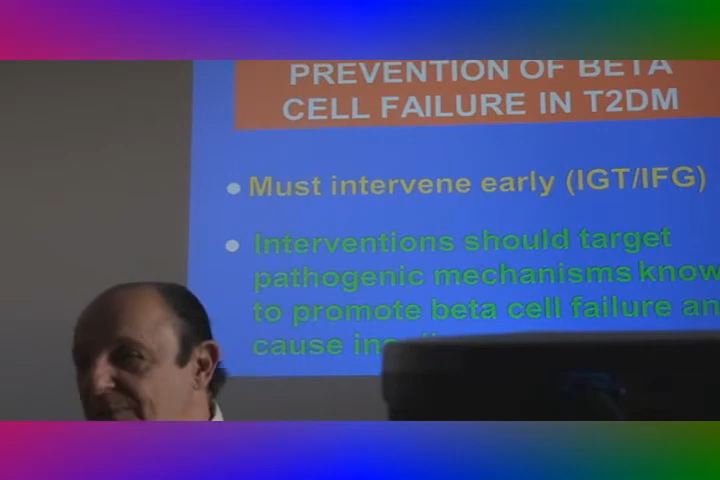 PREVENTION OF BETA
CELL FAILURE IN T2DM
Must intervene early (IGT/IFG)
Interventions should target
pathogenic mechanisms know
to promote beta cell failure an
cause